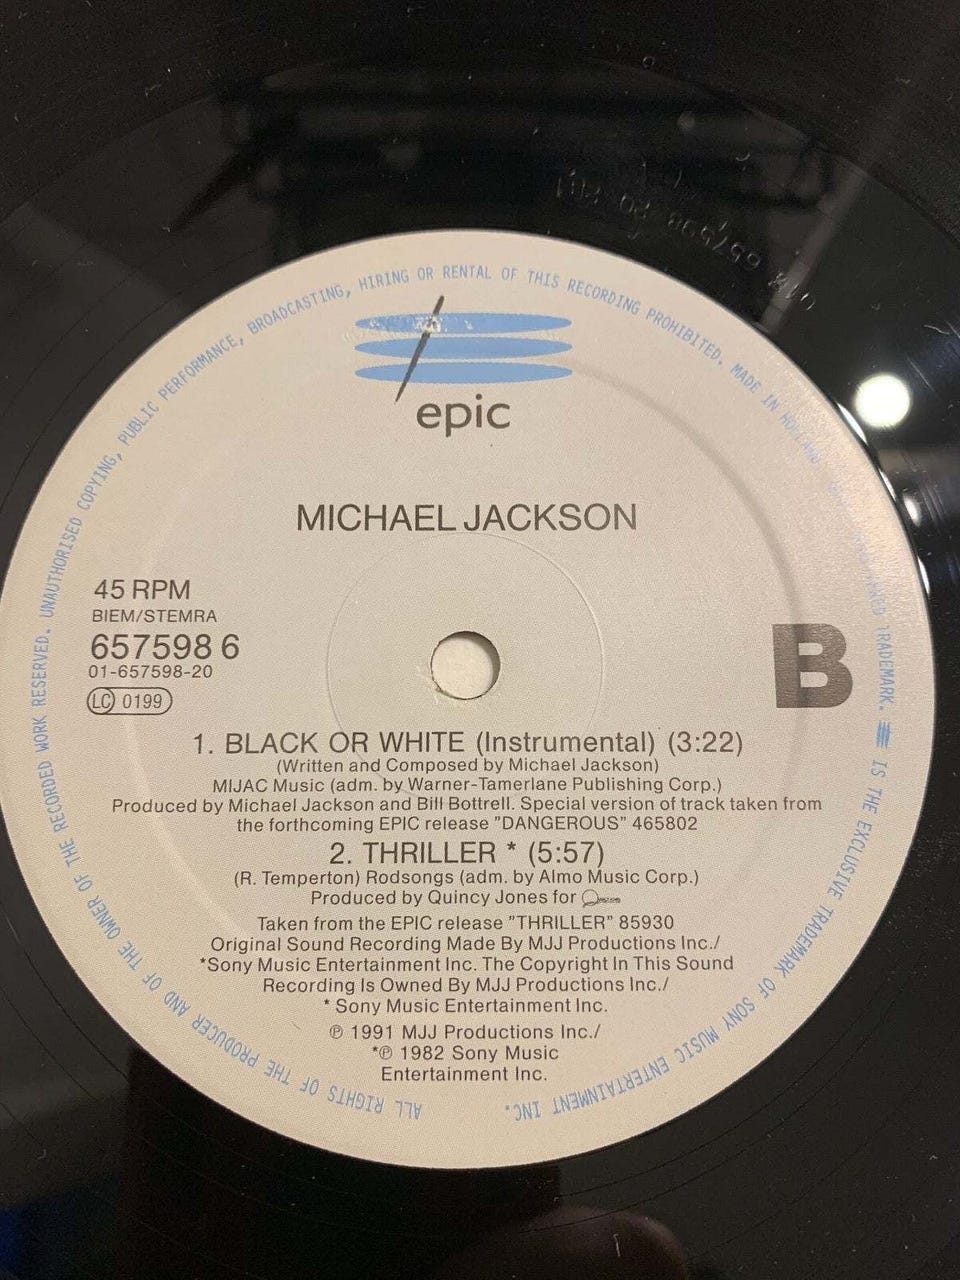 ALL RIGHTS OF THE PRODUCER AND OF THE OWNER OF THE RECORDED WORK RESERVED. UNAUTHORISED COPYING, PUBLIC PERFORMANCE, BROADCASTING, HIRING OR RENTAL OF THIS RECORDING PROHIBITED. MADE IN HOLLAND
TRADEMARK. IS THE EXCLUSIVE TRADEMARK OF SONY MUSIC ENTERTAINMENT INC.
epic
MICHAEL JACKSON
45 RPM
BIEM/STEMRA
657598 6
01-657598-20
LC 0199
B
1. BLACK OR WHITE (Instrumental) (3:22)
(Written and Composed by Michael Jackson)
MIJAC Music (adm. by Warner-Tamerlane Publishing Corp.)
Produced by Michael Jackson and Bill Bottrell. Special version of track taken from
the forthcoming EPIC release "DANGEROUS" 465802
2. THRILLER * (5:57)
(R. Temperton) Rodsongs (adm. by Almo Music Corp.)
Produced by Quincy Jones for
Taken from the EPIC release "THRILLER" 85930
Original Sound Recording Made By MJJ Productions Inc./
*Sony Music Entertainment Inc. The Copyright In This Sound
Recording Is Owned By MJJ Productions Inc./
* Sony Music Entertainment Inc.
℗ 1991 MJJ Productions Inc./
*℗ 1982 Sony Music
Entertainment Inc.